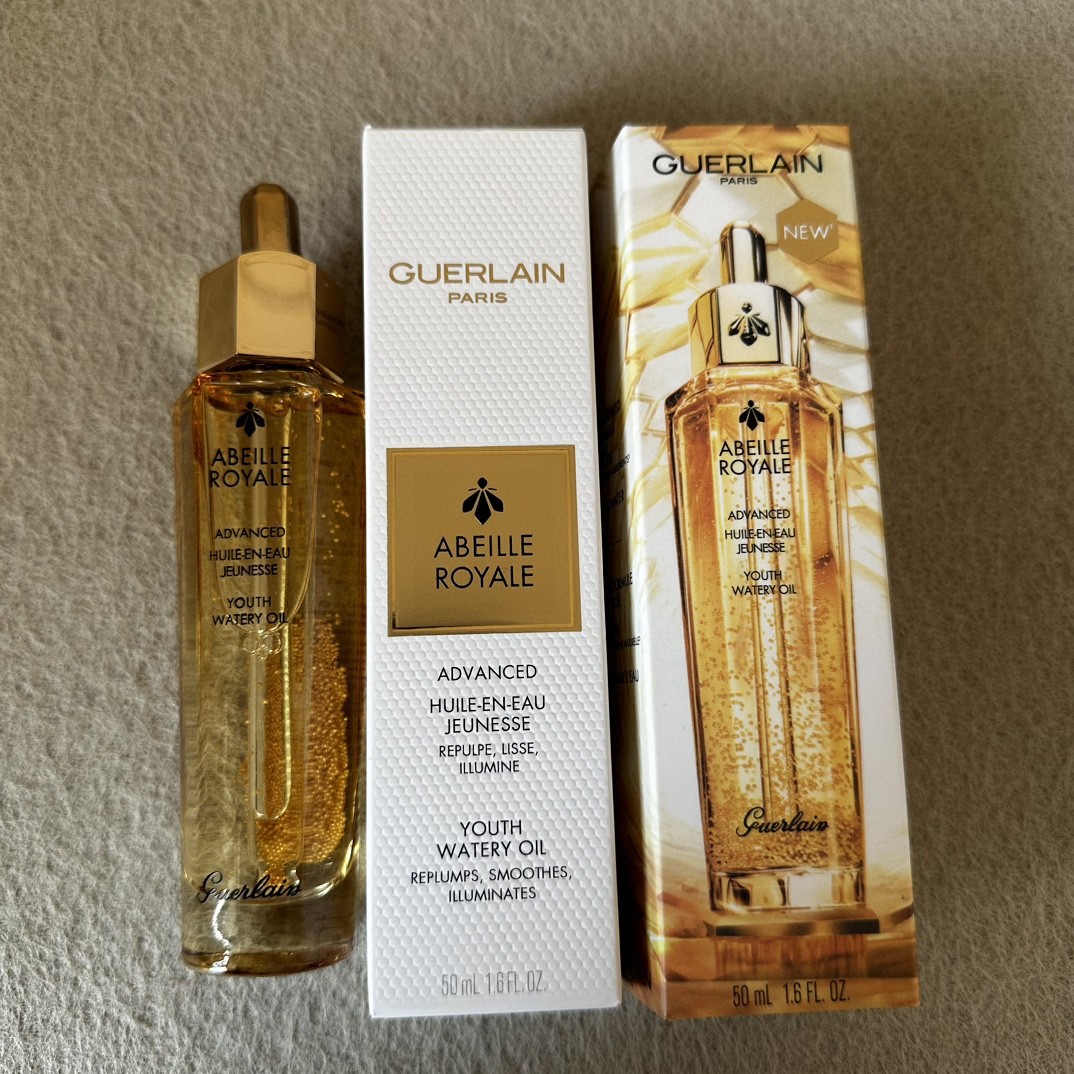 ABEILLE
ROYALE
ADVANCED
HUILE-EN-EAU
JEUNESSE
YOUTH
WATERY OIL
Guerlain
GUERLAIN
PARIS
ABEILLE
ROYALE
ADVANCED
HUILE-EN-EAU
JEUNESSE
REPULPE, LISSE,
ILLUMINE
YOUTH
WATERY OIL
REPLUMPS, SMOOTHES,
ILLUMINATES
50 mL 1.6 FL. OZ.
GUERLAIN
PARIS
NEW¹
ABEILLE
ROYALE
ADVANCED
HUILE-EN-EAU
JEUNESSE
YOUTH
WATERY OIL
Guerlain
50 mL 1.6 FL. OZ.